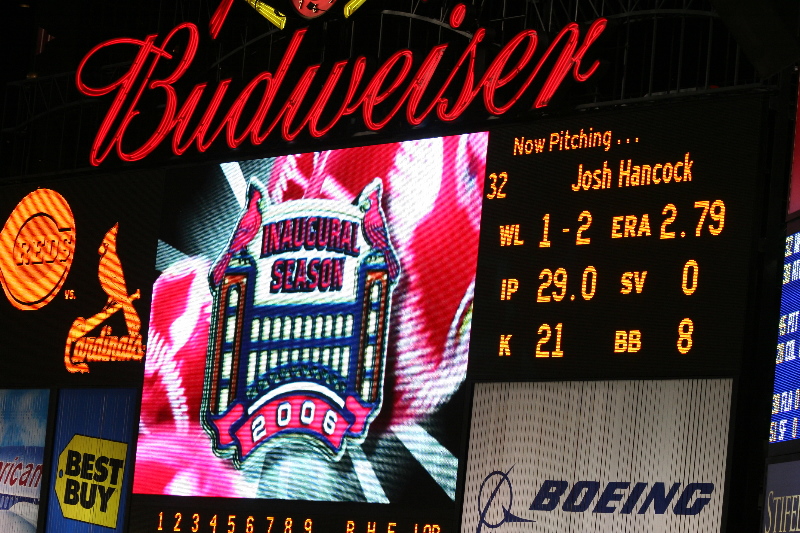 Budweiser
Now Pitching ...
32 Josh Hancock
WL 1-2 ERA 2.79
IP 29.0 SV 0
K 21 BB 8
REDS
vs.
Cardinals
INAUGURAL
SEASON
2006
BEST
BUY
BOEING
1 2 3 4 5 6 7 8 9 R H E LOB